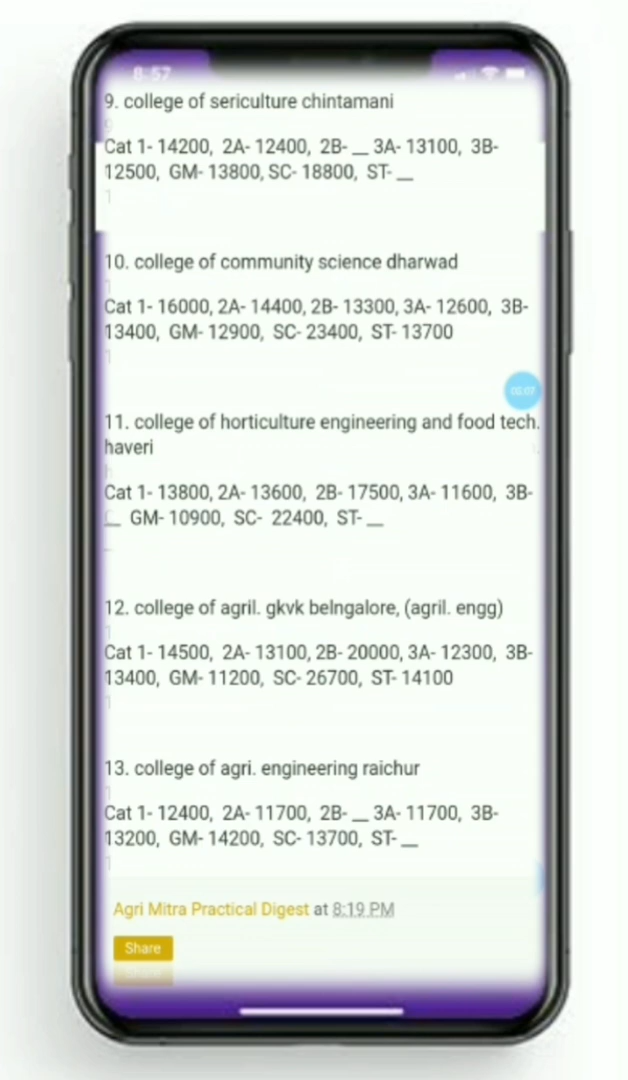 8:57
9. college of sericulture chintamani
Cat 1- 14200, 2A- 12400, 2B- __ 3A- 13100, 3B-
12500, GM- 13800, SC- 18800, ST- __
10. college of community science dharwad
Cat 1- 16000, 2A- 14400, 2B- 13300, 3A- 12600, 3B-
13400, GM- 12900, SC- 23400, ST- 13700
00:07
11. college of horticulture engineering and food tech.
haveri
Cat 1- 13800, 2A- 13600, 2B- 17500, 3A- 11600, 3B-
__ GM- 10900, SC- 22400, ST- __
12. college of agril. gkvk belngalore, (agril. engg)
Cat 1- 14500, 2A- 13100, 2B- 20000, 3A- 12300, 3B-
13400, GM- 11200, SC- 26700, ST- 14100
13. college of agri. engineering raichur
Cat 1- 12400, 2A- 11700, 2B- __ 3A- 11700, 3B-
13200, GM- 14200, SC- 13700, ST- __
Agri Mitra Practical Digest at 8:19 PM
Share